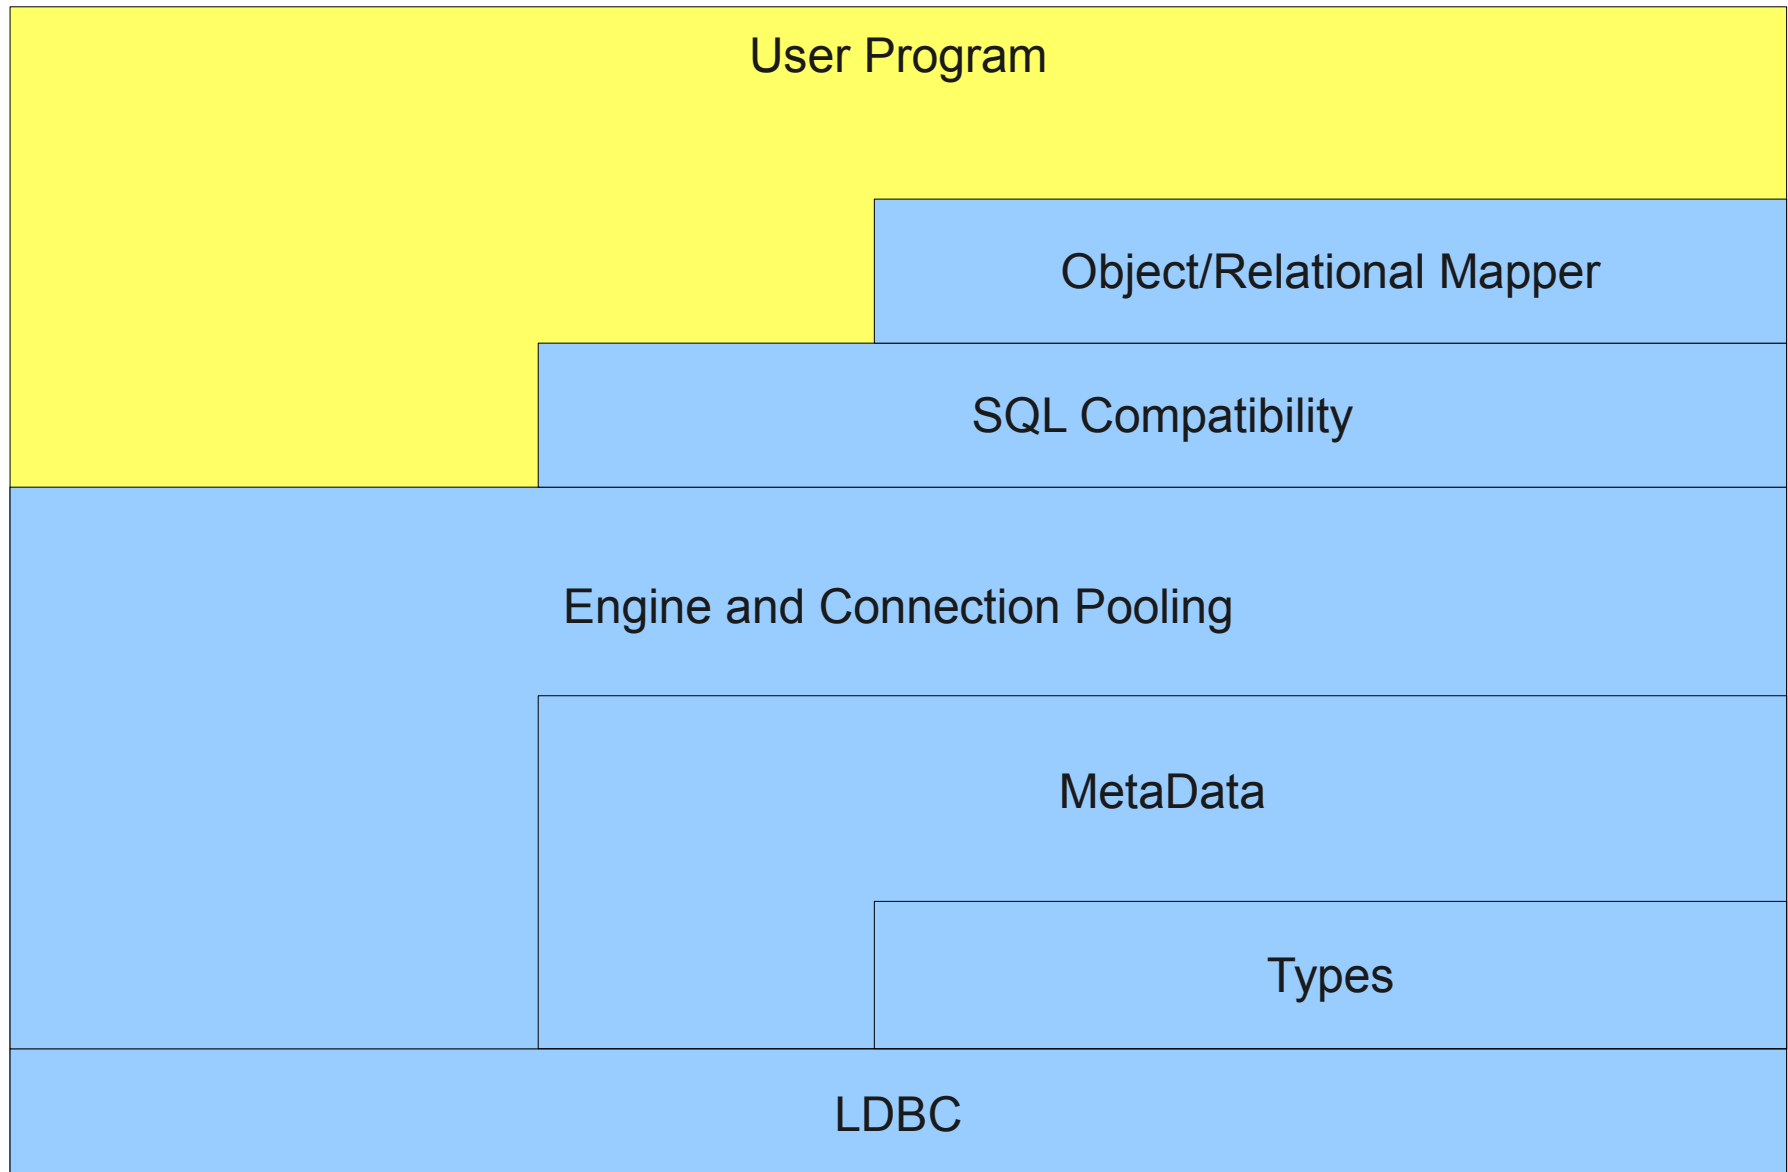 User Program
Object/Relational Mapper
SQL Compatibility
Engine and Connection Pooling
MetaData
Types
LDBC